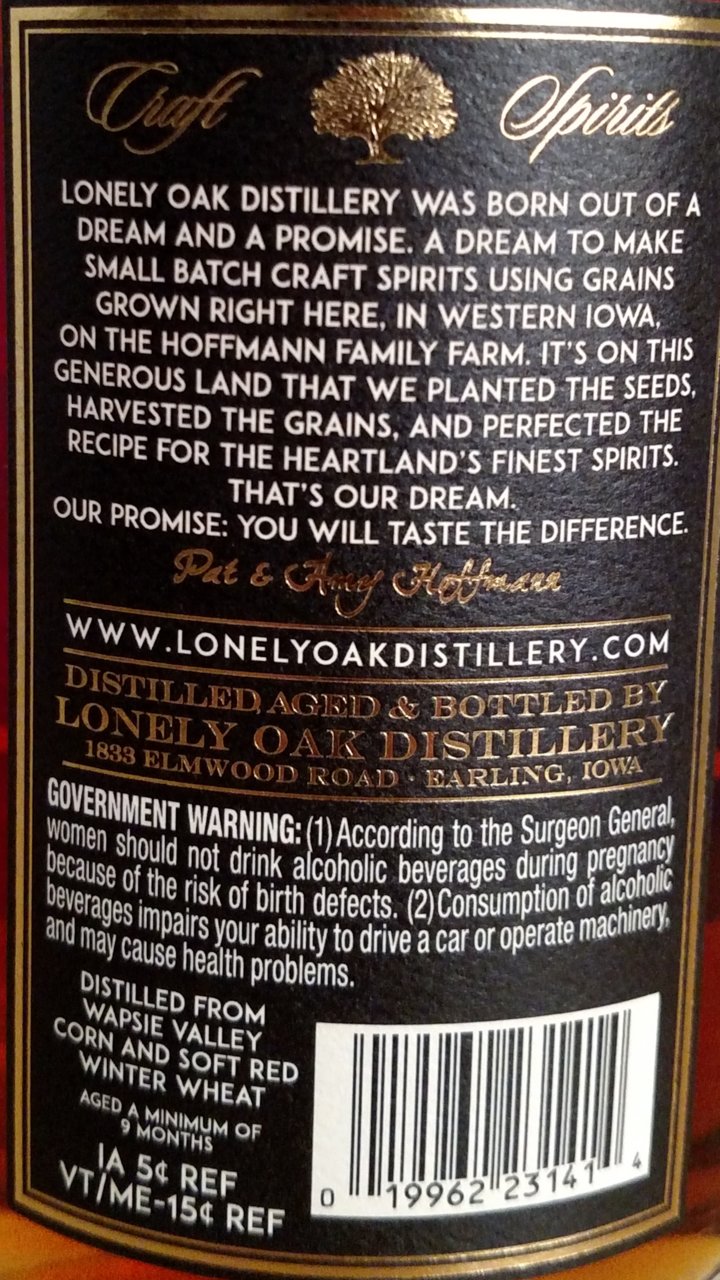 Craft Spirits
LONELY OAK DISTILLERY WAS BORN OUT OF A
DREAM AND A PROMISE. A DREAM TO MAKE
SMALL BATCH CRAFT SPIRITS USING GRAINS
GROWN RIGHT HERE, IN WESTERN IOWA,
ON THE HOFFMANN FAMILY FARM. IT'S ON THIS
GENEROUS LAND THAT WE PLANTED THE SEEDS,
HARVESTED THE GRAINS, AND PERFECTED THE
RECIPE FOR THE HEARTLAND'S FINEST SPIRITS.
THAT'S OUR DREAM.
OUR PROMISE: YOU WILL TASTE THE DIFFERENCE.
Pat & Amy Hoffmann
WWW.LONELYOAKDISTILLERY.COM
DISTILLED, AGED & BOTTLED BY
LONELY OAK DISTILLERY
1833 ELMWOOD ROAD · EARLING, IOWA
GOVERNMENT WARNING: (1) According to the Surgeon General,
women should not drink alcoholic beverages during pregnancy
because of the risk of birth defects. (2) Consumption of alcoholic
beverages impairs your ability to drive a car or operate machinery,
and may cause health problems.
DISTILLED FROM
WAPSIE VALLEY
CORN AND SOFT RED
WINTER WHEAT
AGED A MINIMUM OF
9 MONTHS
IA 5¢ REF
VT/ME-15¢ REF
0 19962 23141 4